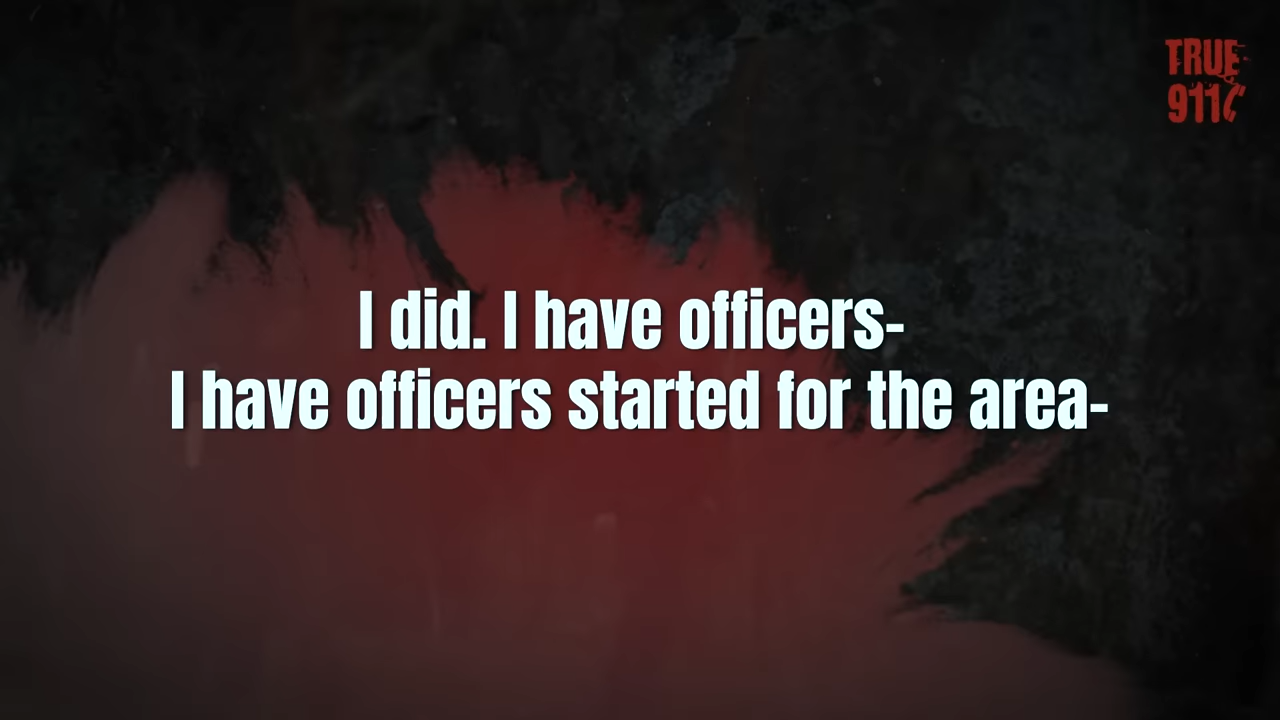 TRUE
911
I did. I have officers-
I have officers started for the area-